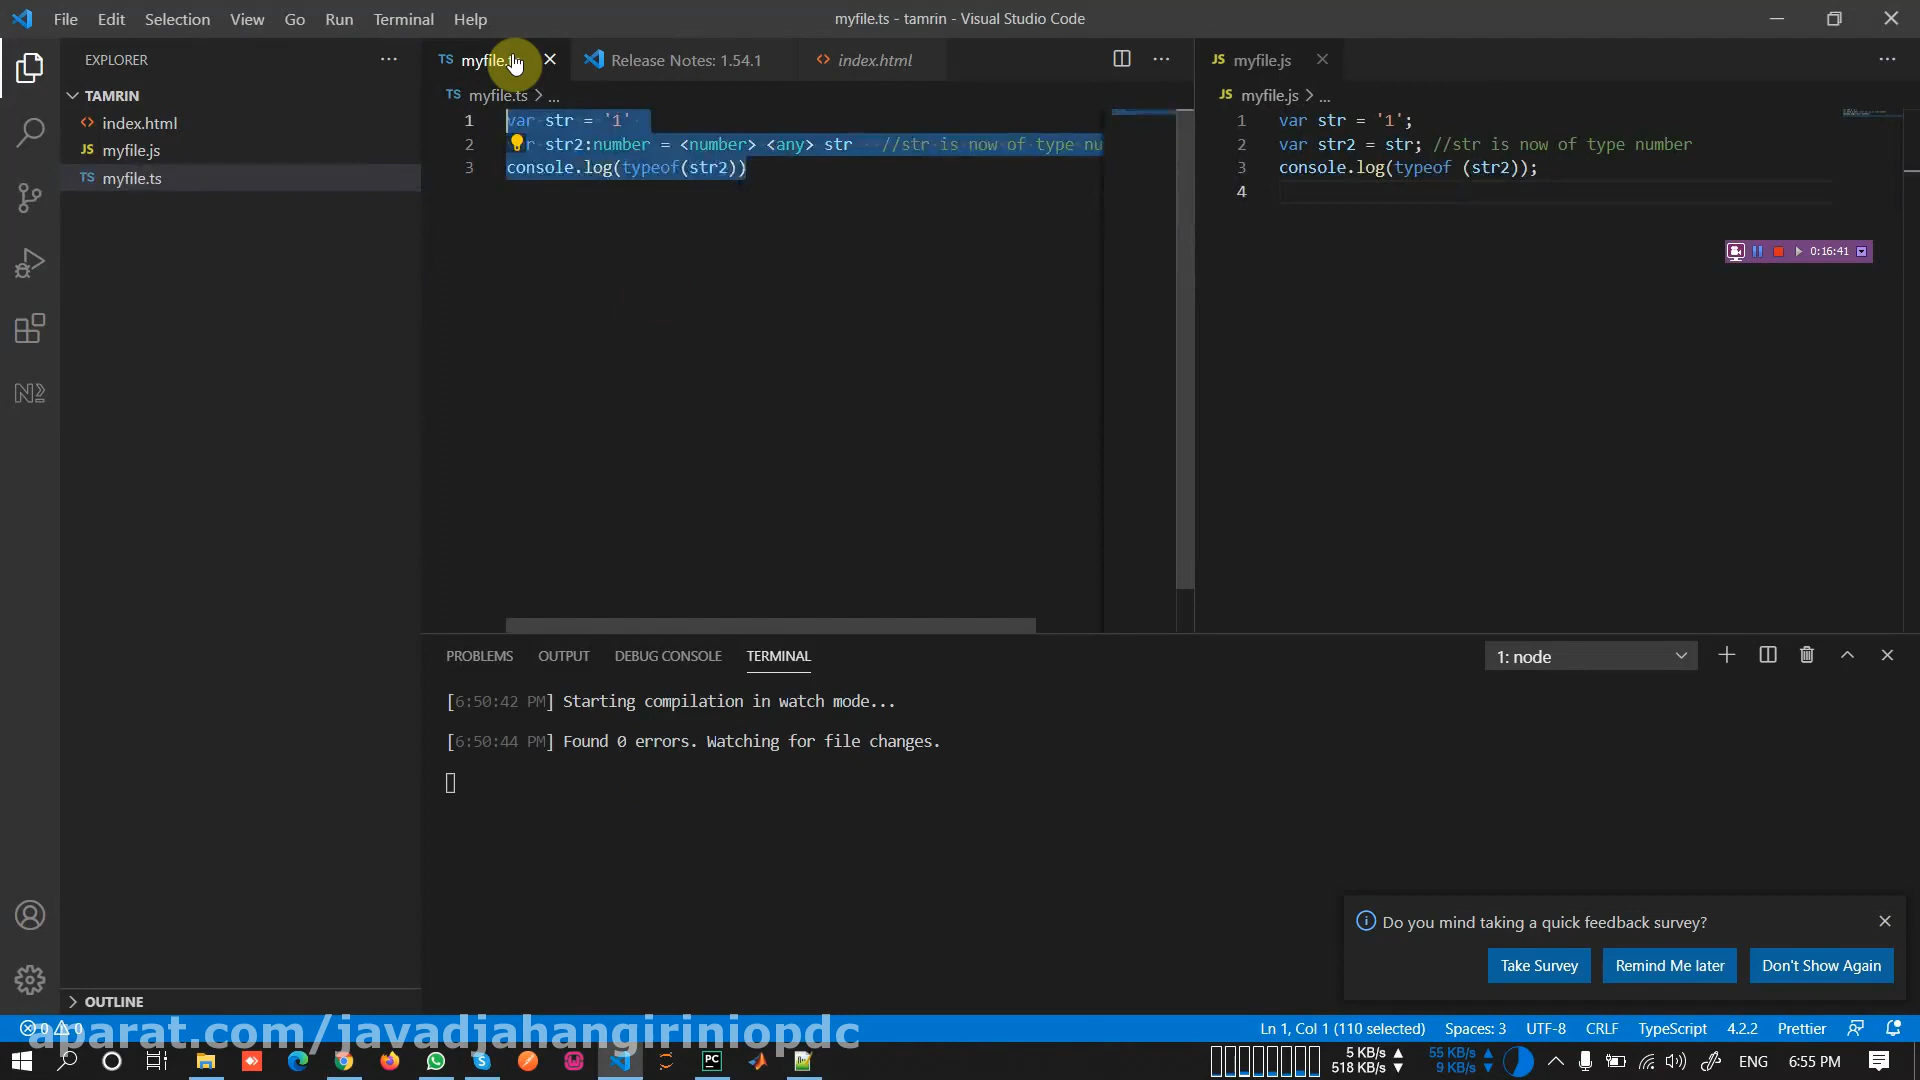 File Edit Selection View Go Run Terminal Help
myfile.ts - tamrin - Visual Studio Code
EXPLORER
TAMRIN
index.html
JS myfile.js
TS myfile.ts
OUTLINE
TS myfile.ts
Release Notes: 1.54.1
index.html
TS myfile.ts > ...
1 var str = '1'
2 r str2:number = <number> <any> str //str is now of type nu
3 console.log(typeof(str2))
JS myfile.js
JS myfile.js > ...
1 var str = '1';
2 var str2 = str; //str is now of type number
3 console.log(typeof (str2));
4
0:16:41
PROBLEMS OUTPUT DEBUG CONSOLE TERMINAL
1: node
[6:50:42 PM] Starting compilation in watch mode...
[6:50:44 PM] Found 0 errors. Watching for file changes.
Do you mind taking a quick feedback survey?
Take Survey Remind Me later Don't Show Again
0 0
aparat.com/javadjahangiriniopdc
Ln 1, Col 1 (110 selected) Spaces: 3 UTF-8 CRLF TypeScript 4.2.2 Prettier
5 KB/s
518 KB/s
55 KB/s
9 KB/s
ENG
6:55 PM